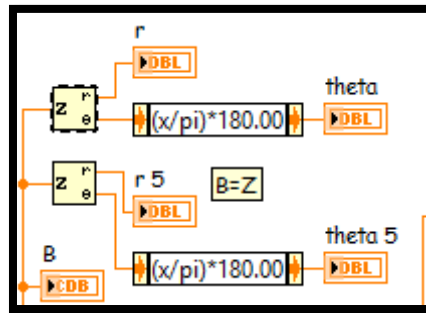 r
DBL
z r
θ
(x/pi)*180.00
theta
DBL
z r
θ
r 5
B=Z
DBL
theta 5
B
(x/pi)*180.00
DBL
CDB